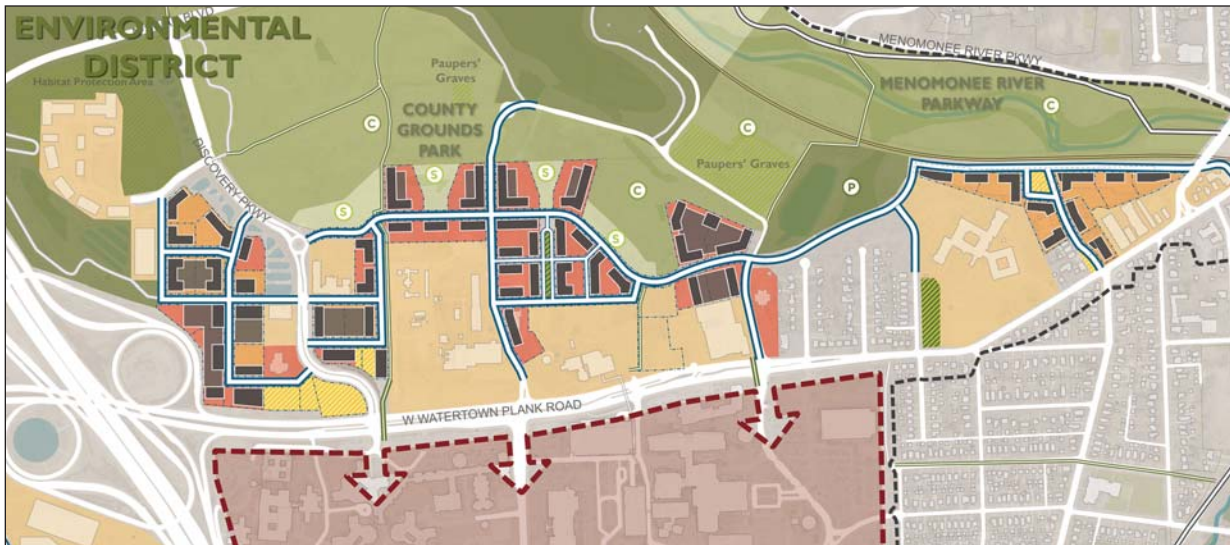 ENVIRONMENTAL
DISTRICT
BLVD
Habitat Protection Area
DISCOVERY PKWY
Paupers'
Graves
COUNTY
GROUNDS
PARK
C
S
S
S
C
S
C
Paupers' Graves
P
MENOMONEE RIVER PKWY
MENOMONEE RIVER
PARKWAY
C
W WATERTOWN PLANK ROAD